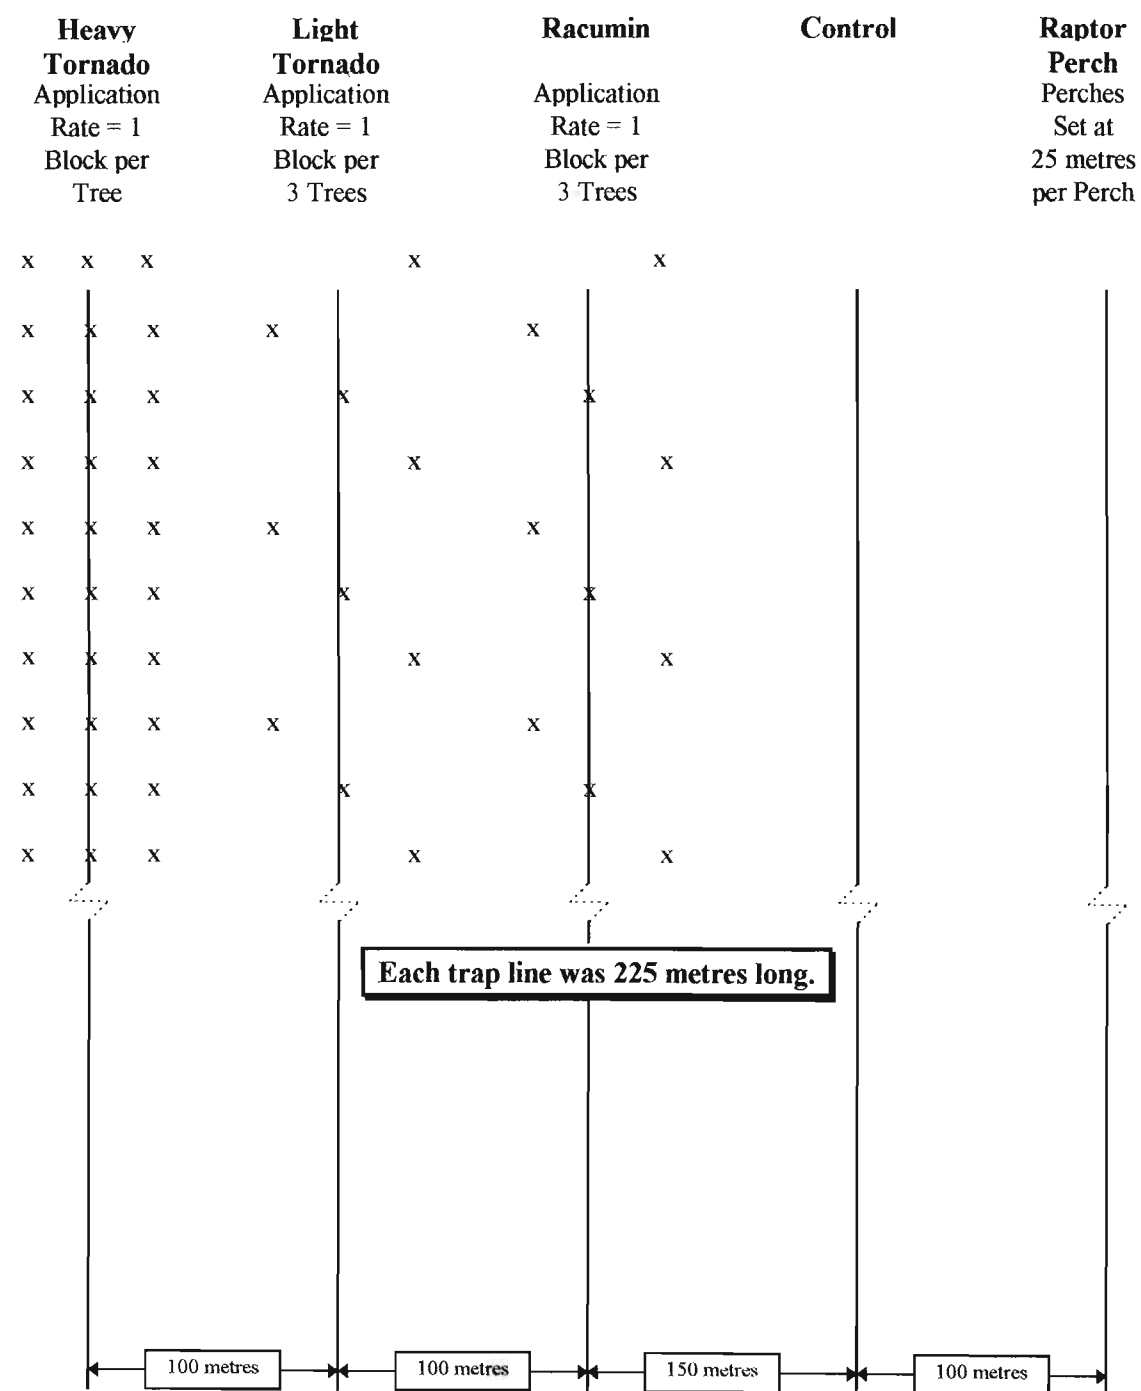 Heavy
Tornado
Application
Rate = 1
Block per
Tree
Light
Tornado
Application
Rate = 1
Block per
3 Trees
Racumin
Application
Rate = 1
Block per
3 Trees
Control
Raptor
Perch
Perches
Set at
25 metres
per Perch
x x x x x
x x x x x
x x x x x
x x x x x
x x x x x
x x x x x
x x x x x
x x x x x
x x x x x
x x x x x
Each trap line was 225 metres long.
100 metres
100 metres
150 metres
100 metres